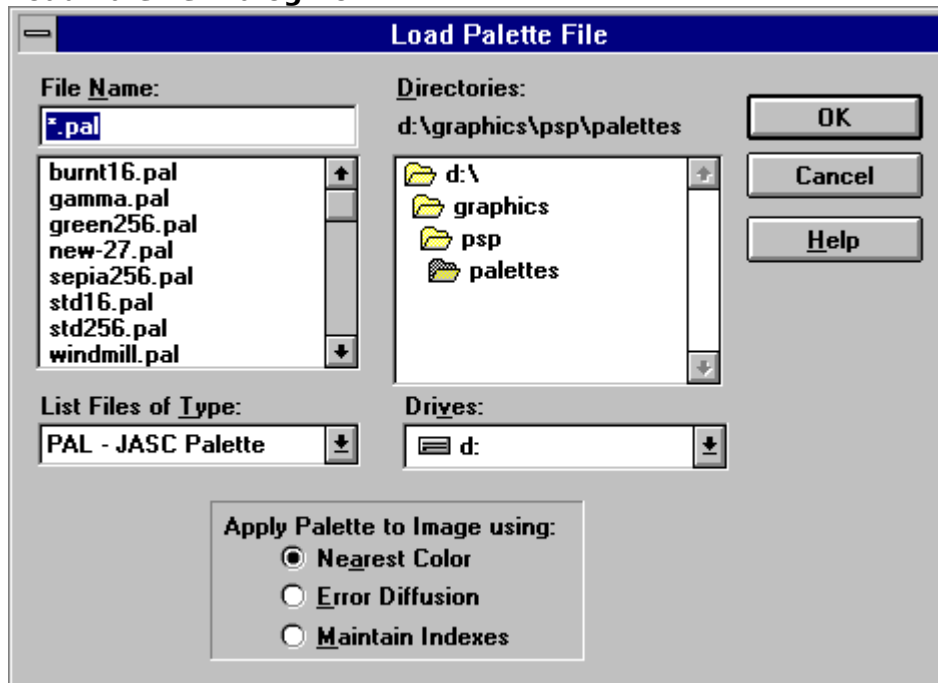 Load Palette File
File Name:
*.pal
burnt16.pal
gamma.pal
green256.pal
new-27.pal
sepia256.pal
std16.pal
std256.pal
windmill.pal
List Files of Type:
PAL - JASC Palette
Directories:
d:\graphics\psp\palettes
d:\
graphics
psp
palettes
Drives:
d:
OK
Cancel
Help
Apply Palette to Image using:
Nearest Color
Error Diffusion
Maintain Indexes